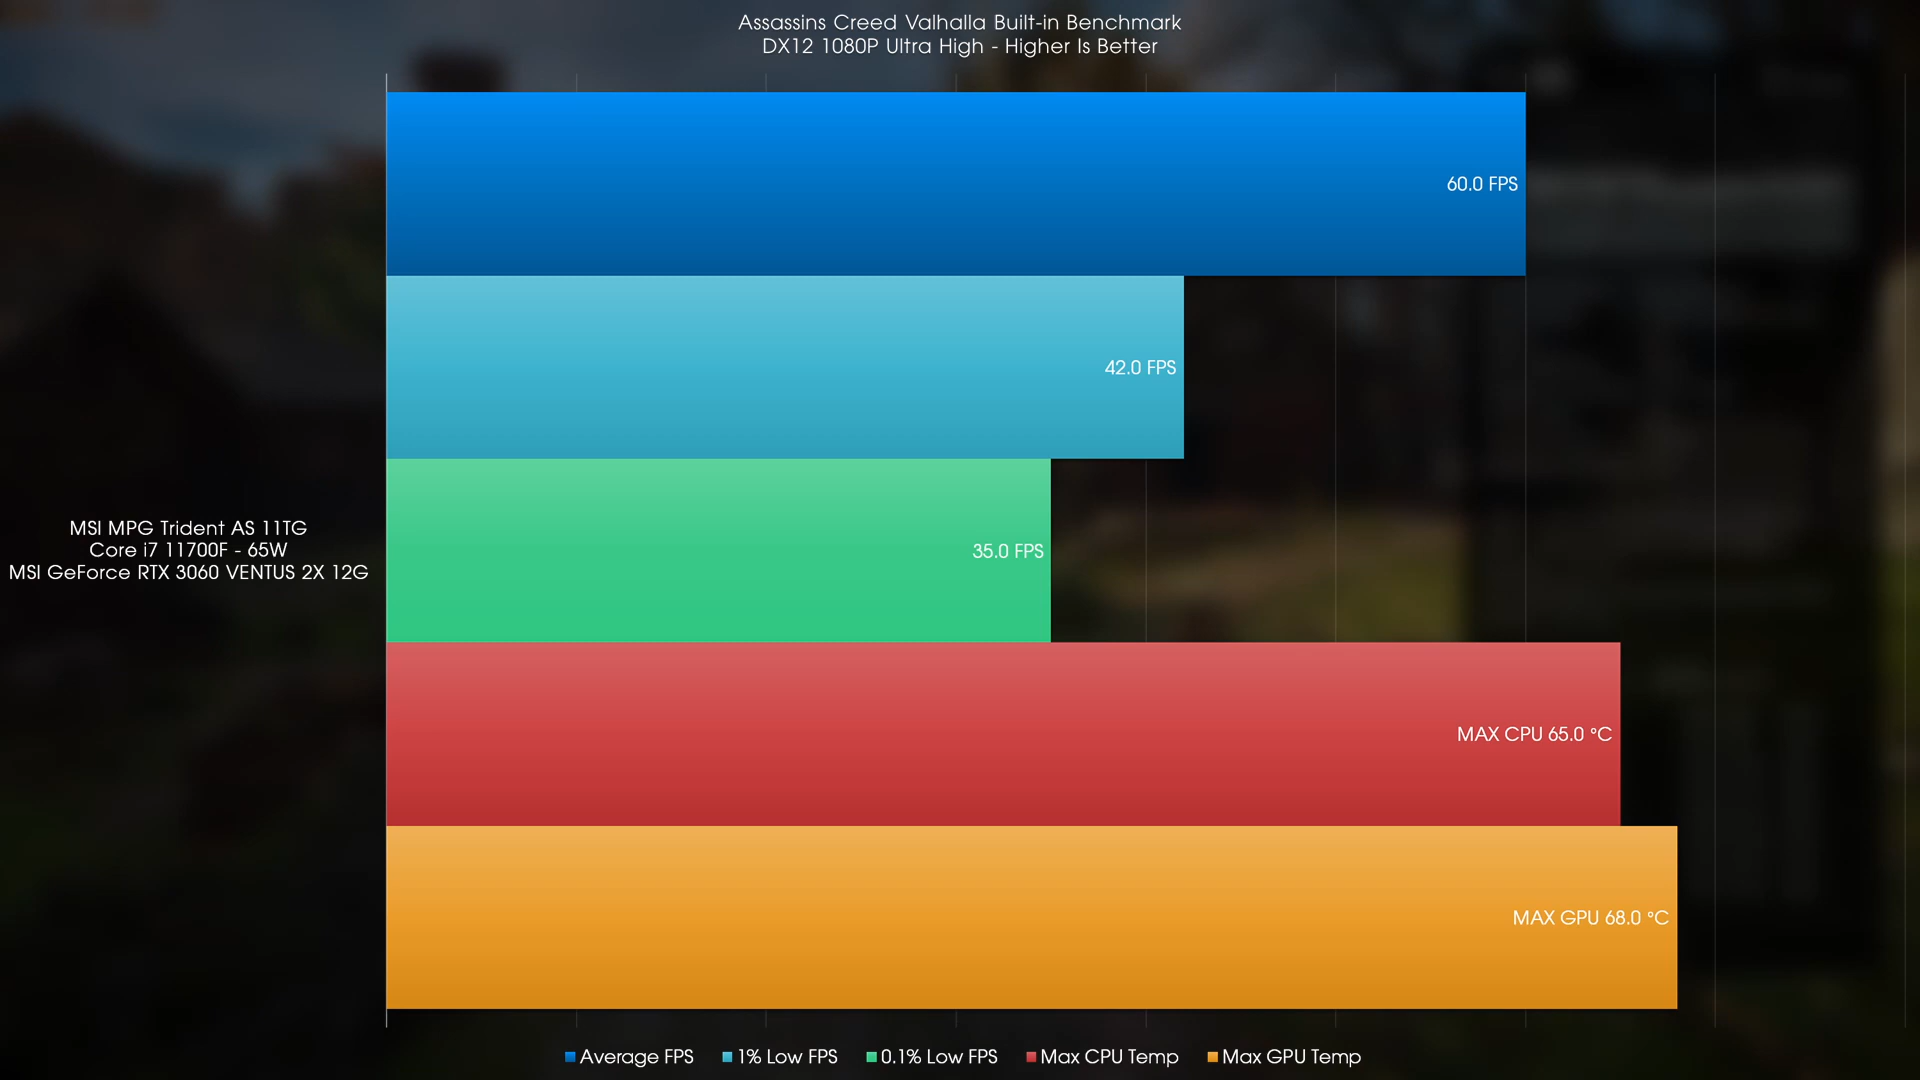 Assassins Creed Valhalla Built-in Benchmark
DX12 1080P Ultra High - Higher Is Better
60.0 FPS
42.0 FPS
35.0 FPS
MSI MPG Trident AS 11TG
Core i7 11700F - 65W
MSI GeForce RTX 3060 VENTUS 2X 12G
MAX CPU 65.0 °C
MAX GPU 68.0 °C
Average FPS 1% Low FPS 0.1% Low FPS Max CPU Temp Max GPU Temp